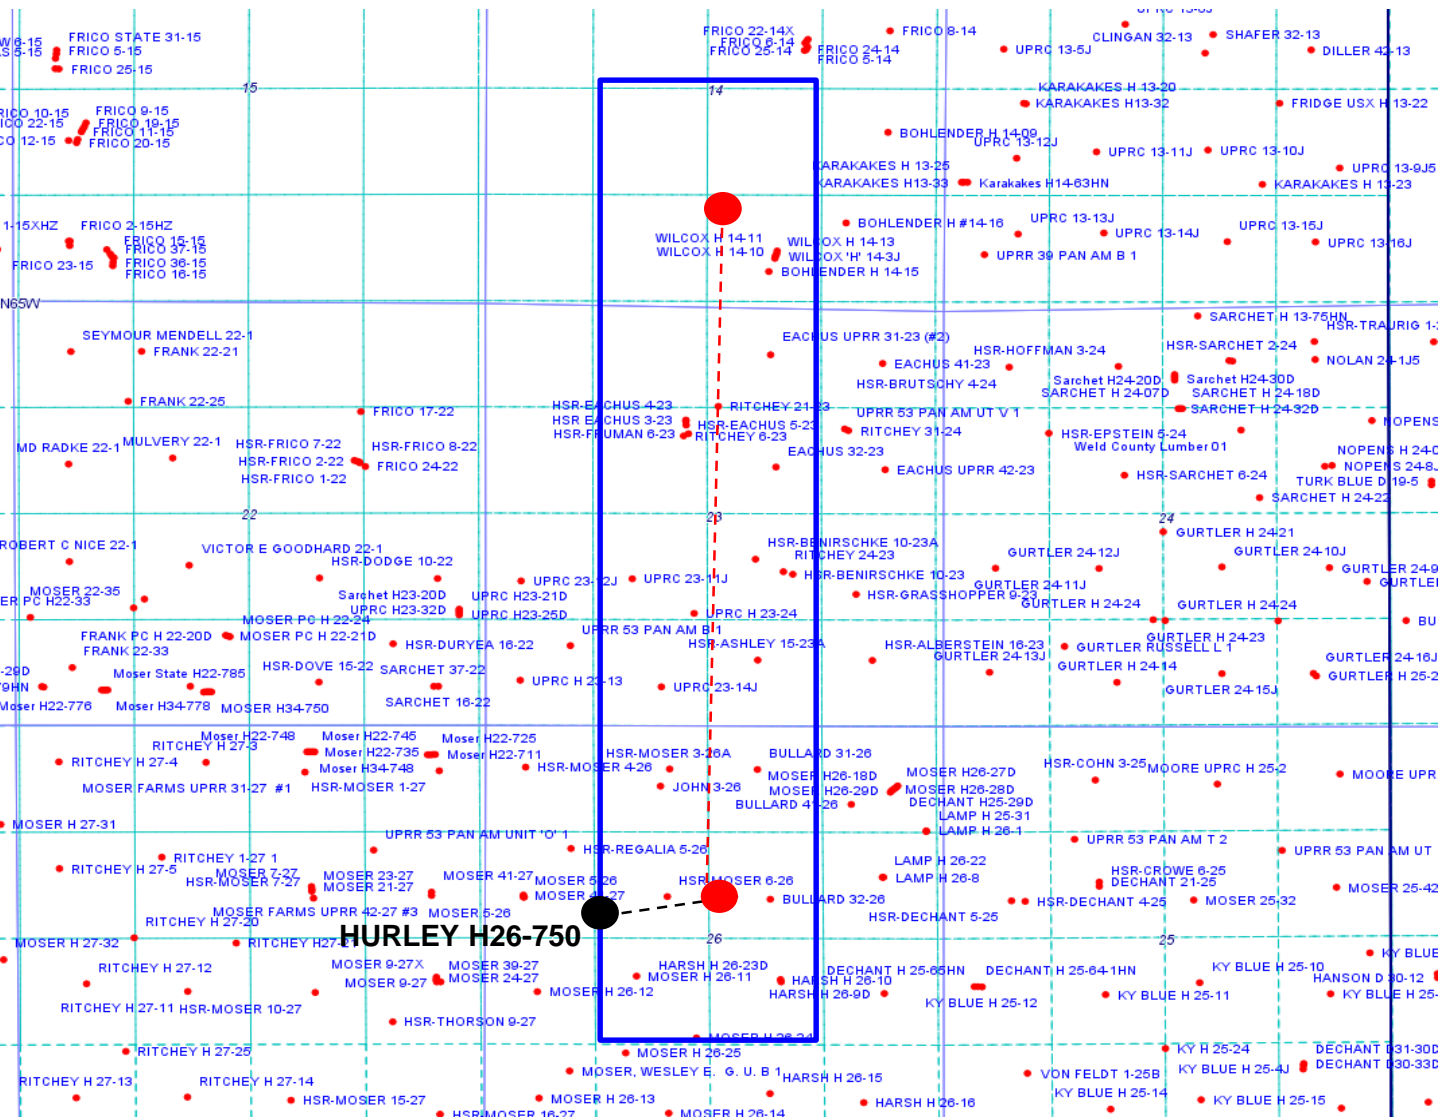 FRICO STATE 31-15
FRICO 5-15
FRICO 25-15
15
FRICO 22-14X
FRICO 6-14
FRICO 25-14
FRICO 24-14
FRICO 5-14
FRICO 8-14
UPRC 13-5J
CLINGAN 32-13
SHAFER 32-13
DILLER 42-13
14
FRICO 9-15
FRICO 19-15
FRICO 11-15
FRICO 20-15
KARAKAKES H 13-20
KARAKAKES H13-32
FRIDGE USX H 13-22
BOHLENDER H 14-09
UPRC 13-12J
UPRC 13-11J
UPRC 13-10J
UPRC 13-9J5
KARAKAKES H 13-25
KARAKAKES H13-33
Karakakes H14-63HN
KARAKAKES H 13-23
1-15XHZ
FRICO 2-15HZ
FRICO 15-15
FRICO 37-15
FRICO 36-15
FRICO 16-15
FRICO 23-15
WILCOX H 14-11
WILCOX H 14-10
WILCOX H 14-13
WILCOX 'H' 14-3J
BOHLENDER H 14-15
BOHLENDER H #14-16
UPRC 13-13J
UPRC 13-14J
UPRC 13-15J
UPRC 13-16J
UPRR 39 PAN AM B 1
N65W
SARCHET H 13-75HN
SEYMOUR MENDELL 22-1
FRANK 22-21
EACHUS UPRR 31-23 (#2)
EACHUS 41-23
HSR-HOFFMAN 3-24
HSR-SARCHET 2-24
NOLAN 24-1J5
HSR-BRUTSCHY 4-24
Sarchet H24-20D
Sarchet H24-30D
SARCHET H 24-07D
SARCHET H 24-18D
SARCHET H 24-32D
FRANK 22-25
FRICO 17-22
HSR-EACHUS 4-23
HSR EACHUS 3-23
HSR-FRUMAN 6-23
RITCHEY 21-23
HSR-EACHUS 5-23
RITCHEY 6-23
UPRR 53 PAN AM UT V 1
RITCHEY 31-24
HSR-EPSTEIN 5-24
Weld County Lumber 01
MD RADKE 22-1
MULVERY 22-1
HSR-FRICO 7-22
HSR-FRICO 8-22
HSR-FRICO 2-22
FRICO 24-22
HSR-FRICO 1-22
EACHUS 32-23
EACHUS UPRR 42-23
HSR-SARCHET 6-24
NOPENS 24-8J
TURK BLUE D 19-5
SARCHET H 24-22
22
23
24
GURTLER H 24-21
ROBERT C NICE 22-1
VICTOR E GOODHARD 22-1
HSR-DODGE 10-22
HSR-BENIRSCHKE 10-23A
RITCHEY 24-23
HSR-BENIRSCHKE 10-23
GURTLER 24-12J
GURTLER 24-10J
GURTLER 24-11J
MOSER 22-35
Sarchet H23-20D
UPRC H23-32D
UPRC H23-21D
UPRC H23-25D
UPRC 23-12J
UPRC 23-11J
HSR-GRASSHOPPER 9-23
UPRC H 23-24
GURTLER H 24-24
GURTLER H 24-24
MOSER PC H 22-24
FRANK PC H 22-20D
MOSER PC H 22-21D
FRANK 22-33
HSR-DURYEA 16-22
UPRR 53 PAN AM B 1
HSR-ASHLEY 15-23A
HSR-ALBERSTEIN 16-23
GURTLER H 24-23
GURTLER RUSSELL L 1
GURTLER 24-13J
GURTLER H 24-14
GURTLER 24-16J
GURTLER 24-15J
Moser State H22-785
HSR-DOVE 15-22
SARCHET 37-22
SARCHET 16-22
UPRC H 23-13
UPRC 23-14J
Moser H22-776
Moser H34-778
MOSER H34-750
Moser H22-748
Moser H22-745
Moser H22-725
RITCHEY H 27-3
Moser H22-735
Moser H22-711
RITCHEY H 27-4
Moser H34-748
MOSER FARMS UPRR 31-27 #1
HSR-MOSER 1-27
HSR-MOSER 4-26
HSR-MOSER 3-26A
JOHN 3-26
BULLARD 31-26
MOSER H26-18D
MOSER H26-29D
BULLARD 41-26
MOSER H26-27D
MOSER H26-28D
DECHANT H25-29D
LAMP H 25-31
LAMP H 26-1
HSR-COHN 3-25
MOORE UPRC H 25-2
MOORE UPR
MOSER H 27-31
UPRR 53 PAN AM UNIT 'O' 1
HSR-REGALIA 5-26
UPRR 53 PAN AM T 2
UPRR 53 PAN AM UT
RITCHEY 1-27 1
RITCHEY H 27-5
MOSER 7-27
HSR-MOSER 7-27
MOSER 23-27
MOSER 21-27
MOSER 41-27
MOSER 5-26
HSR-MOSER 6-26
LAMP H 26-22
LAMP H 26-8
HSR-CROWE 6-25
DECHANT 21-25
MOSER 25-42
BULLARD 32-26
HSR-DECHANT 5-25
HSR-DECHANT 4-25
MOSER 25-32
MOSER FARMS UPRR 42-27 #3
MOSER 5-26
RITCHEY H 27-20
HURLEY H26-750
MOSER H 27-32
26
25
RITCHEY H 27-12
MOSER 9-27X
MOSER 9-27
MOSER 39-27
MOSER 24-27
HARSH H 26-23D
MOSER H 26-11
HARSH H 26-10
HARSH H 26-9D
DECHANT H 25-65HN
DECHANT H 25-64-1HN
KY BLUE H 25-10
HANSON D 30-12
MOSER H 26-12
KY BLUE H 25-12
KY BLUE H 25-11
RITCHEY H 27-11
HSR-MOSER 10-27
HSR-THORSON 9-27
MOSER H 26-24
RITCHEY H 27-25
MOSER H 26-25
KY H 25-24
DECHANT D31-30D
DECHANT D30-33D
RITCHEY H 27-13
RITCHEY H 27-14
MOSER, WESLEY E. G. U. B 1
HARSH H 26-15
VON FELDT 1-25B
KY BLUE H 25-4J
HSR-MOSER 15-27
MOSER H 26-13
HARSH H 26-16
KY BLUE H 25-14
KY BLUE H 25-15
HSR-MOSER 16-27
MOSER H 26-14